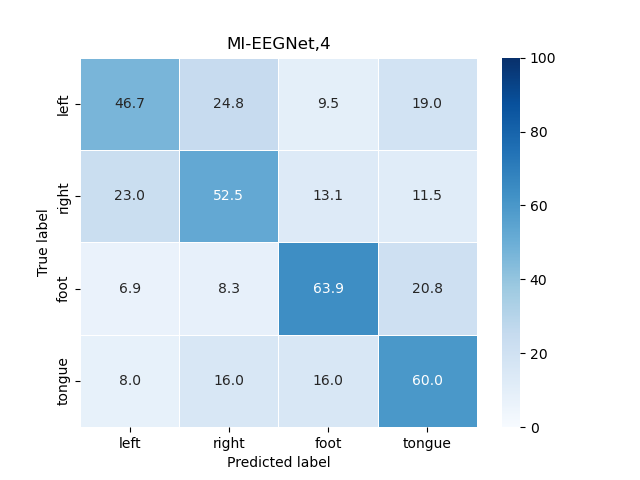 MI-EEGNet,4
left 46.7 24.8 9.5 19.0
right 23.0 52.5 13.1 11.5
foot 6.9 8.3 63.9 20.8
tongue 8.0 16.0 16.0 60.0
left right foot tongue
Predicted label
True label
100
80
60
40
20
0